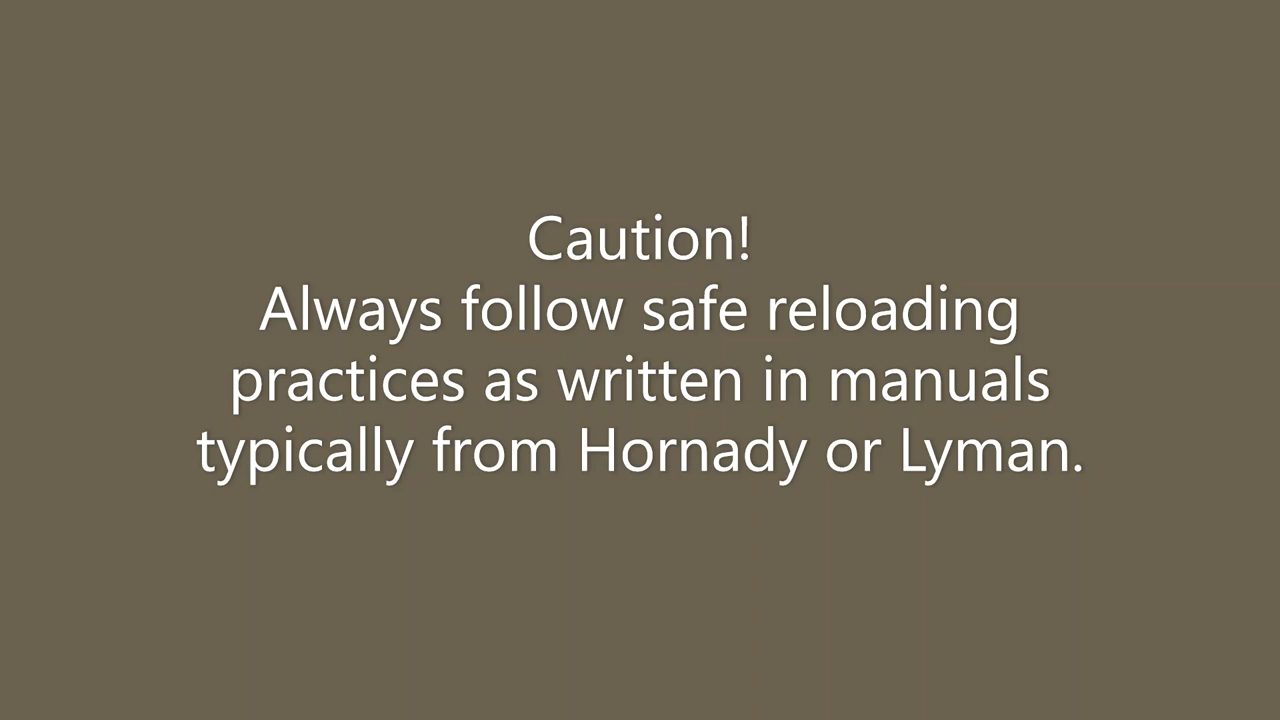 Caution!
Always follow safe reloading
practices as written in manuals
typically from Hornady or Lyman.